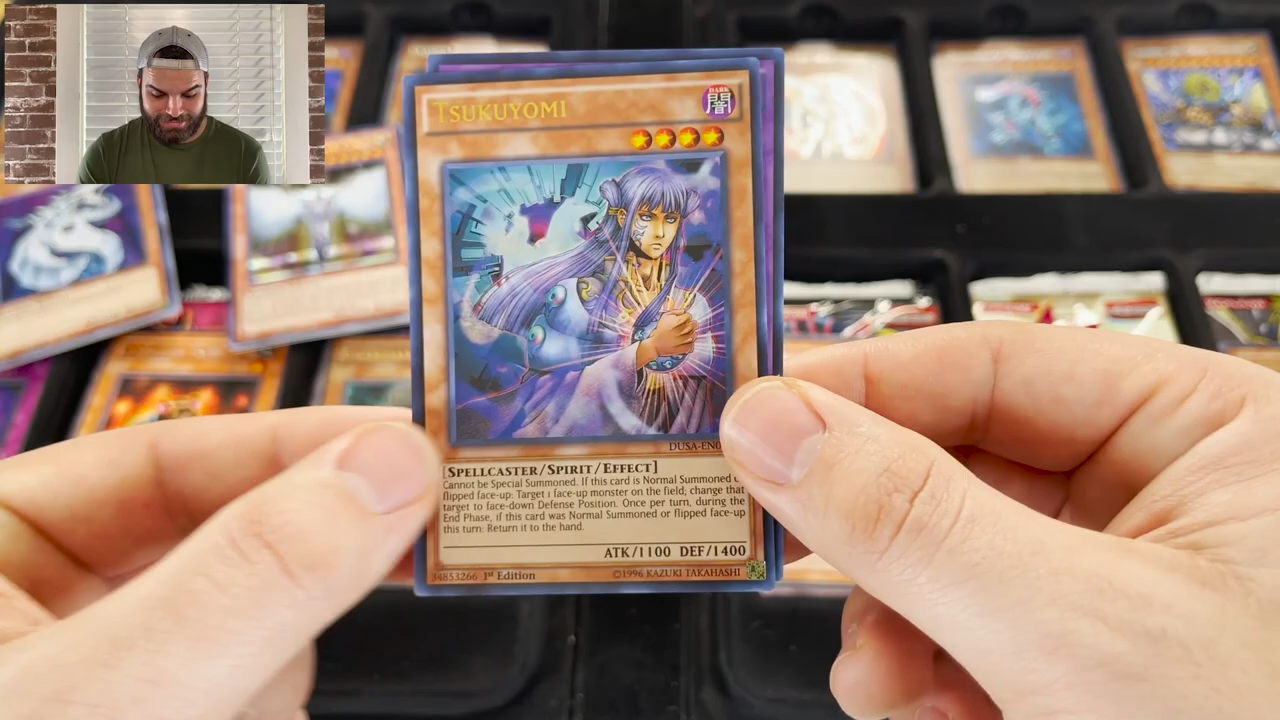 TSUKUYOMI
DARK
闇
DUSA-EN0
[SPELLCASTER/SPIRIT/EFFECT]
Cannot be Special Summoned. If this card is Normal Summoned
flipped face-up: Target 1 face-up monster on the field; change that
target to face-down Defense Position. Once per turn, during the
End Phase, if this card was Normal Summoned or flipped face-up
this turn: Return it to the hand.
ATK/1100 DEF/1400
34853266 1st Edition ©1996 KAZUKI TAKAHASHI